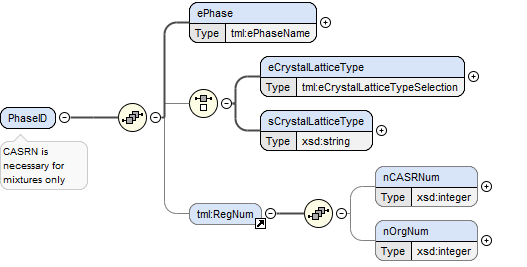 ePhase
Type tml:ePhaseName
eCrystalLatticeType
Type tml:eCrystalLatticeTypeSelection
PhaseID
sCrystalLatticeType
Type xsd:string
CASRN is
necessary for
mixtures only
nCASRNum
Type xsd:integer
tml:RegNum
nOrgNum
Type xsd:integer